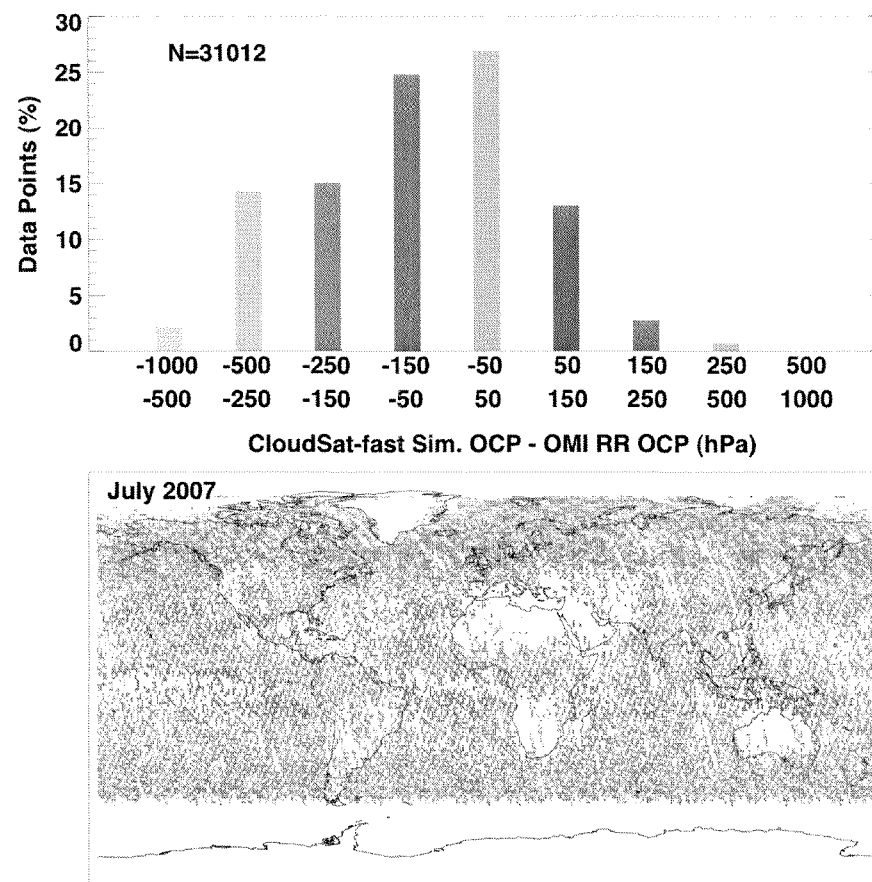 30
N=31012
25
20
15
10
5
0
Data Points (%)
-1000 -500 -250 -150 -50 50 150 250 500
-500 -250 -150 -50 50 150 250 500 1000
CloudSat-fast Sim. OCP - OMI RR OCP (hPa)
July 2007